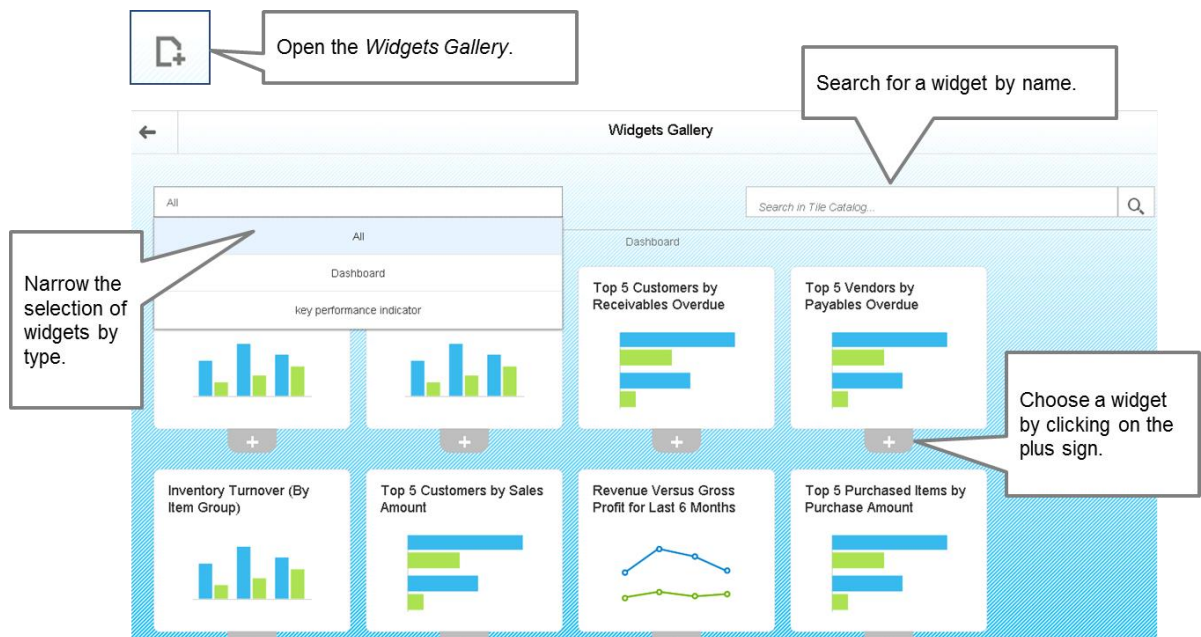 Open the Widgets Gallery.
Search for a widget by name.
Widgets Gallery
All
Search in Tile Catalog...
All
Dashboard
Dashboard
key performance indicator
Narrow the
selection of
widgets by
type.
Top 5 Customers by
Receivables Overdue
Top 5 Vendors by
Payables Overdue
Choose a widget
by clicking on the
plus sign.
Inventory Turnover (By
Item Group)
Top 5 Customers by Sales
Amount
Revenue Versus Gross
Profit for Last 6 Months
Top 5 Purchased Items by
Purchase Amount